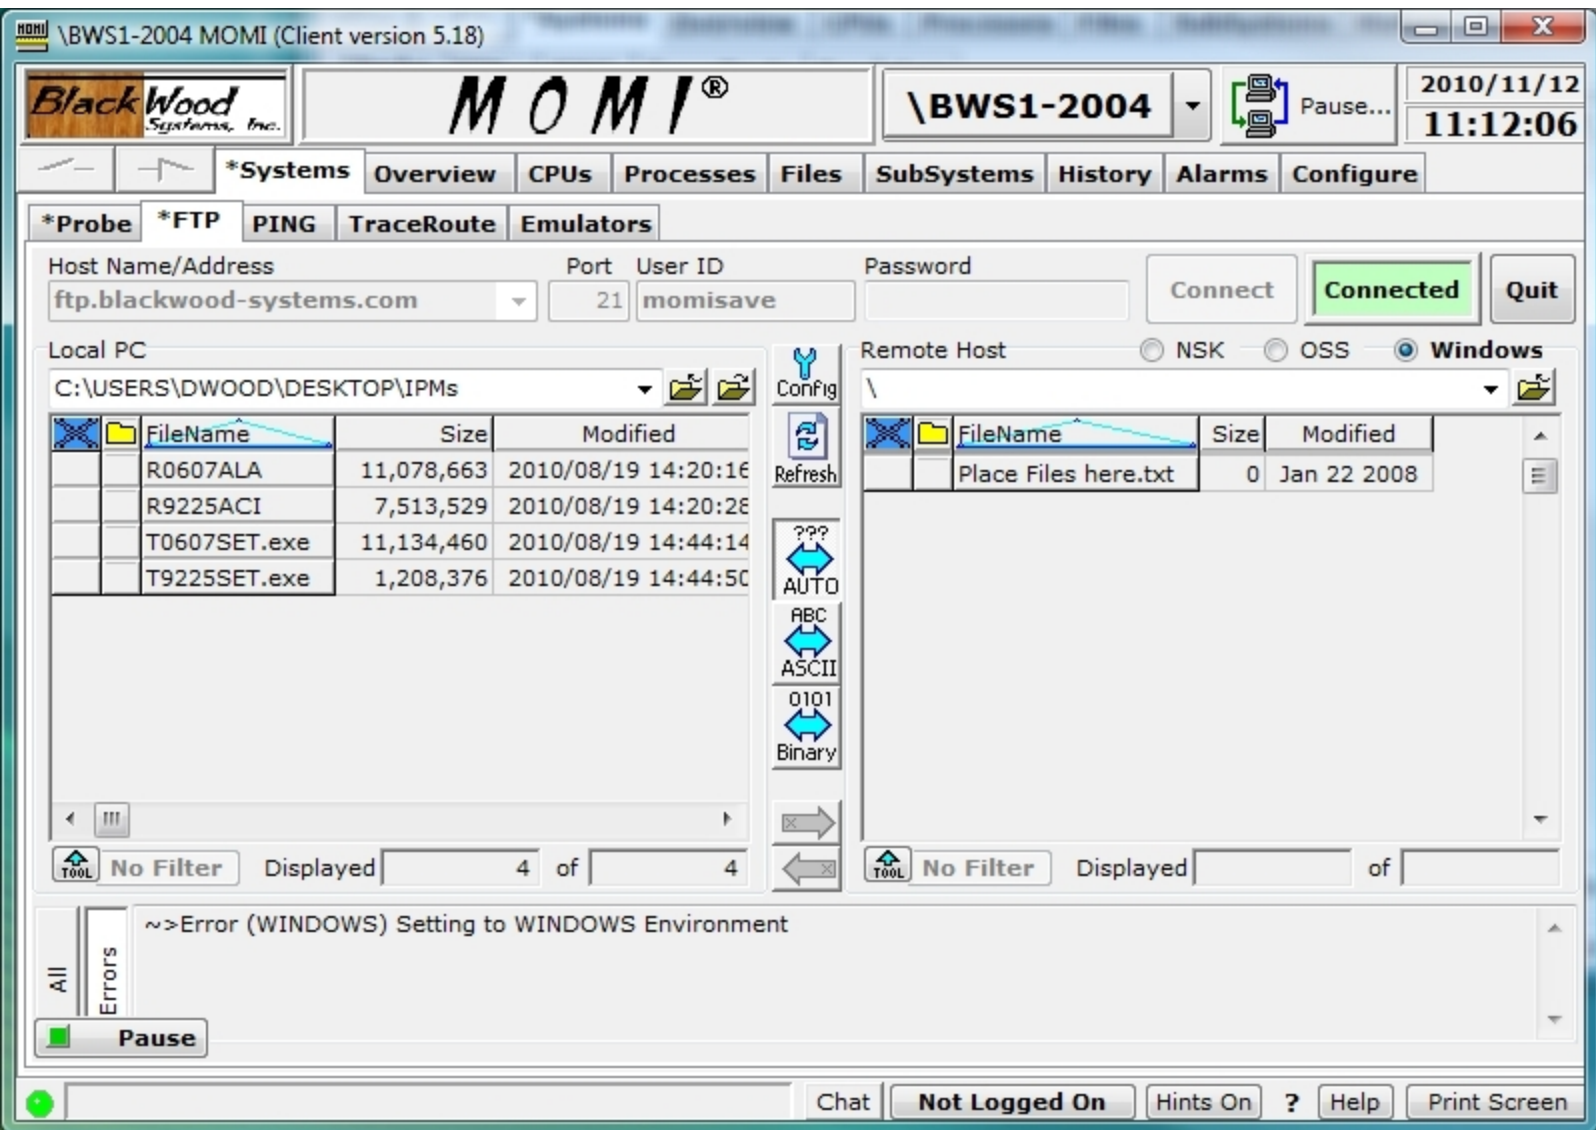 MOMI \BWS1-2004 MOMI (Client version 5.18)
BlackWood Systems, Inc.
MOMI®
\BWS1-2004
Pause...
2010/11/12
11:12:06
*Systems Overview CPUs Processes Files SubSystems History Alarms Configure
*Probe *FTP PING TraceRoute Emulators
Host Name/Address Port User ID Password
ftp.blackwood-systems.com 21 momisave Connect Connected Quit
Local PC
C:\USERS\DWOOD\DESKTOP\IPMs
FileName Size Modified
R0607ALA 11,078,663 2010/08/19 14:20:16
R9225ACI 7,513,529 2010/08/19 14:20:28
T0607SET.exe 11,134,460 2010/08/19 14:44:14
T9225SET.exe 1,208,376 2010/08/19 14:44:50
TOOL No Filter Displayed 4 of 4
Config
Refresh
???
AUTO
ABC
ASCII
0101
Binary
Remote Host NSK OSS Windows
\
FileName Size Modified
Place Files here.txt 0 Jan 22 2008
TOOL No Filter Displayed of
All
Errors
~>Error (WINDOWS) Setting to WINDOWS Environment
Pause
Chat Not Logged On Hints On ? Help Print Screen